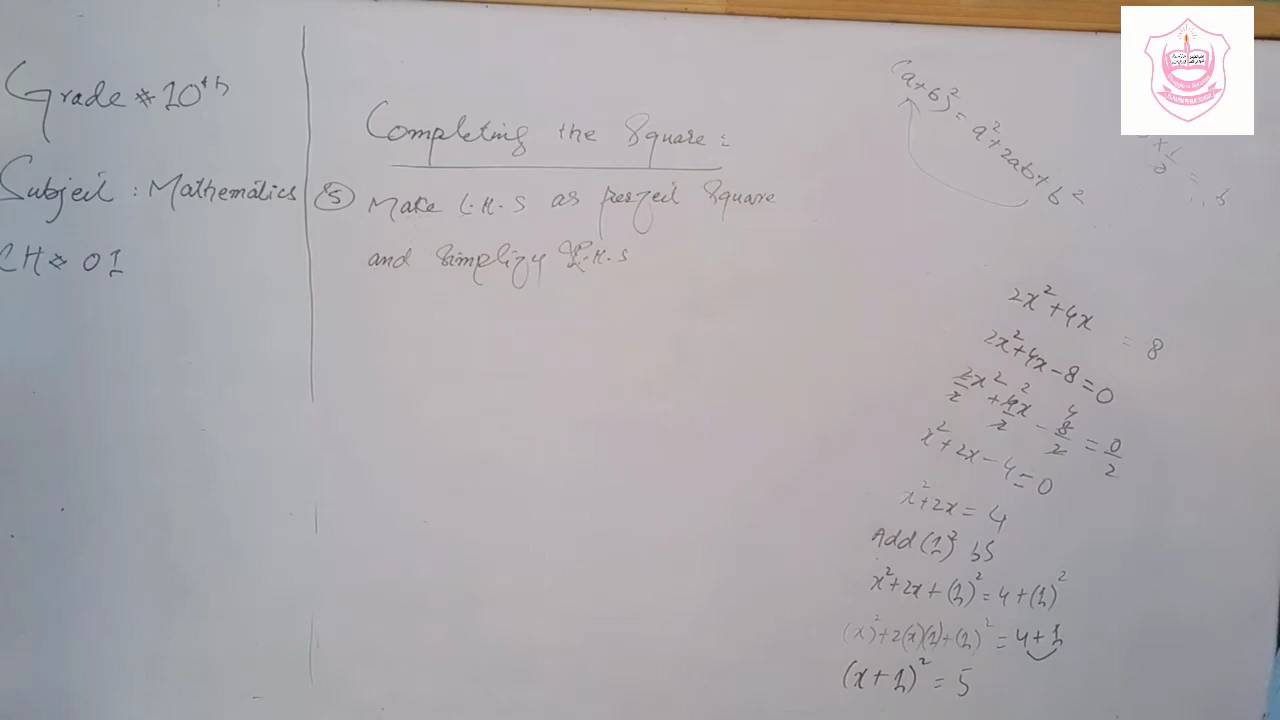 Grade # 10th
Subject : Mathematics
CH # 01
Completing the Square :
(5) Make L.H.S as perfect Square
and Simplify R.H.S
(a+b)² = a²+2ab+b²
2x²+4x = 8
2x²+4x-8=0
2x²/2 + 4x/2 - 8/2 = 0/2
x²+2x-4=0
x²+2x=4
Add (1)² bS
x²+2x+(1)²=4+(1)²
(x)²+2(x)(1)+(1)²=4+1
(x+1)²=5